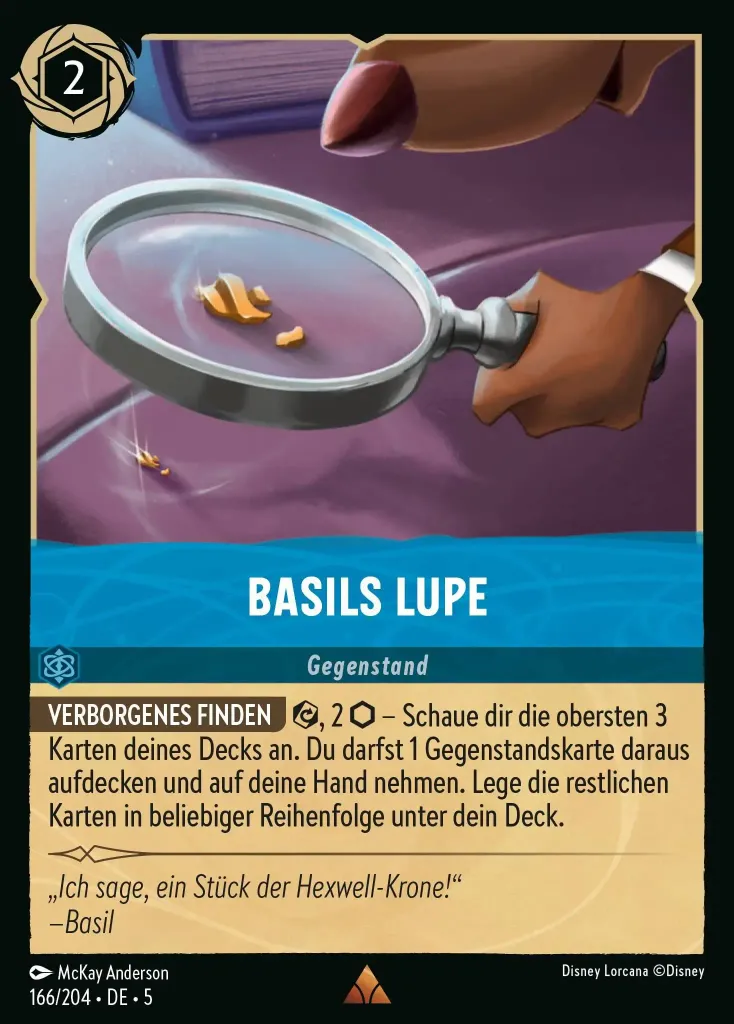 2
BASILS LUPE
Gegenstand
VERBORGENES FINDEN , 2 – Schaue dir die obersten 3
Karten deines Decks an. Du darfst 1 Gegenstandskarte daraus
aufdecken und auf deine Hand nehmen. Lege die restlichen
Karten in beliebiger Reihenfolge unter dein Deck.
„Ich sage, ein Stück der Hexwell-Krone!“
–Basil
McKay Anderson
Disney Lorcana ©Disney
166/204 • DE • 5